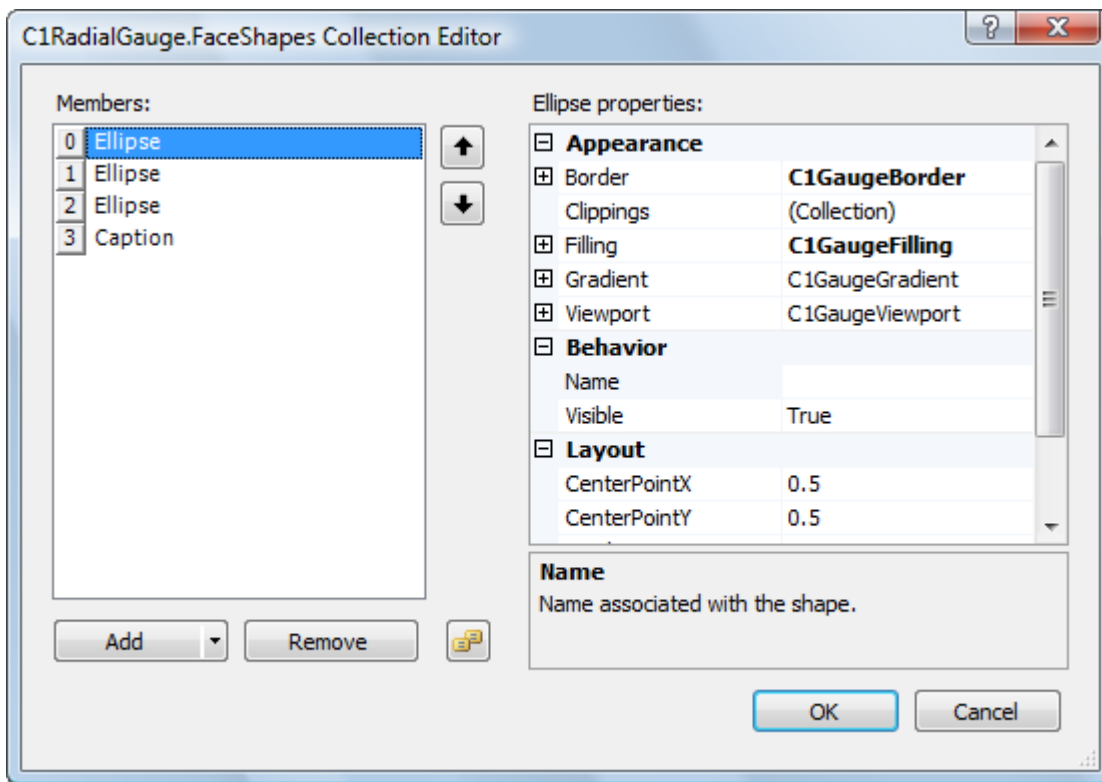 C1RadialGauge.FaceShapes Collection Editor
Members:
0 Ellipse
1 Ellipse
2 Ellipse
3 Caption
Add
Remove
Ellipse properties:
Appearance
Border C1GaugeBorder
Clippings (Collection)
Filling C1GaugeFilling
Gradient C1GaugeGradient
Viewport C1GaugeViewport
Behavior
Name
Visible True
Layout
CenterPointX 0.5
CenterPointY 0.5
Name
Name associated with the shape.
OK
Cancel